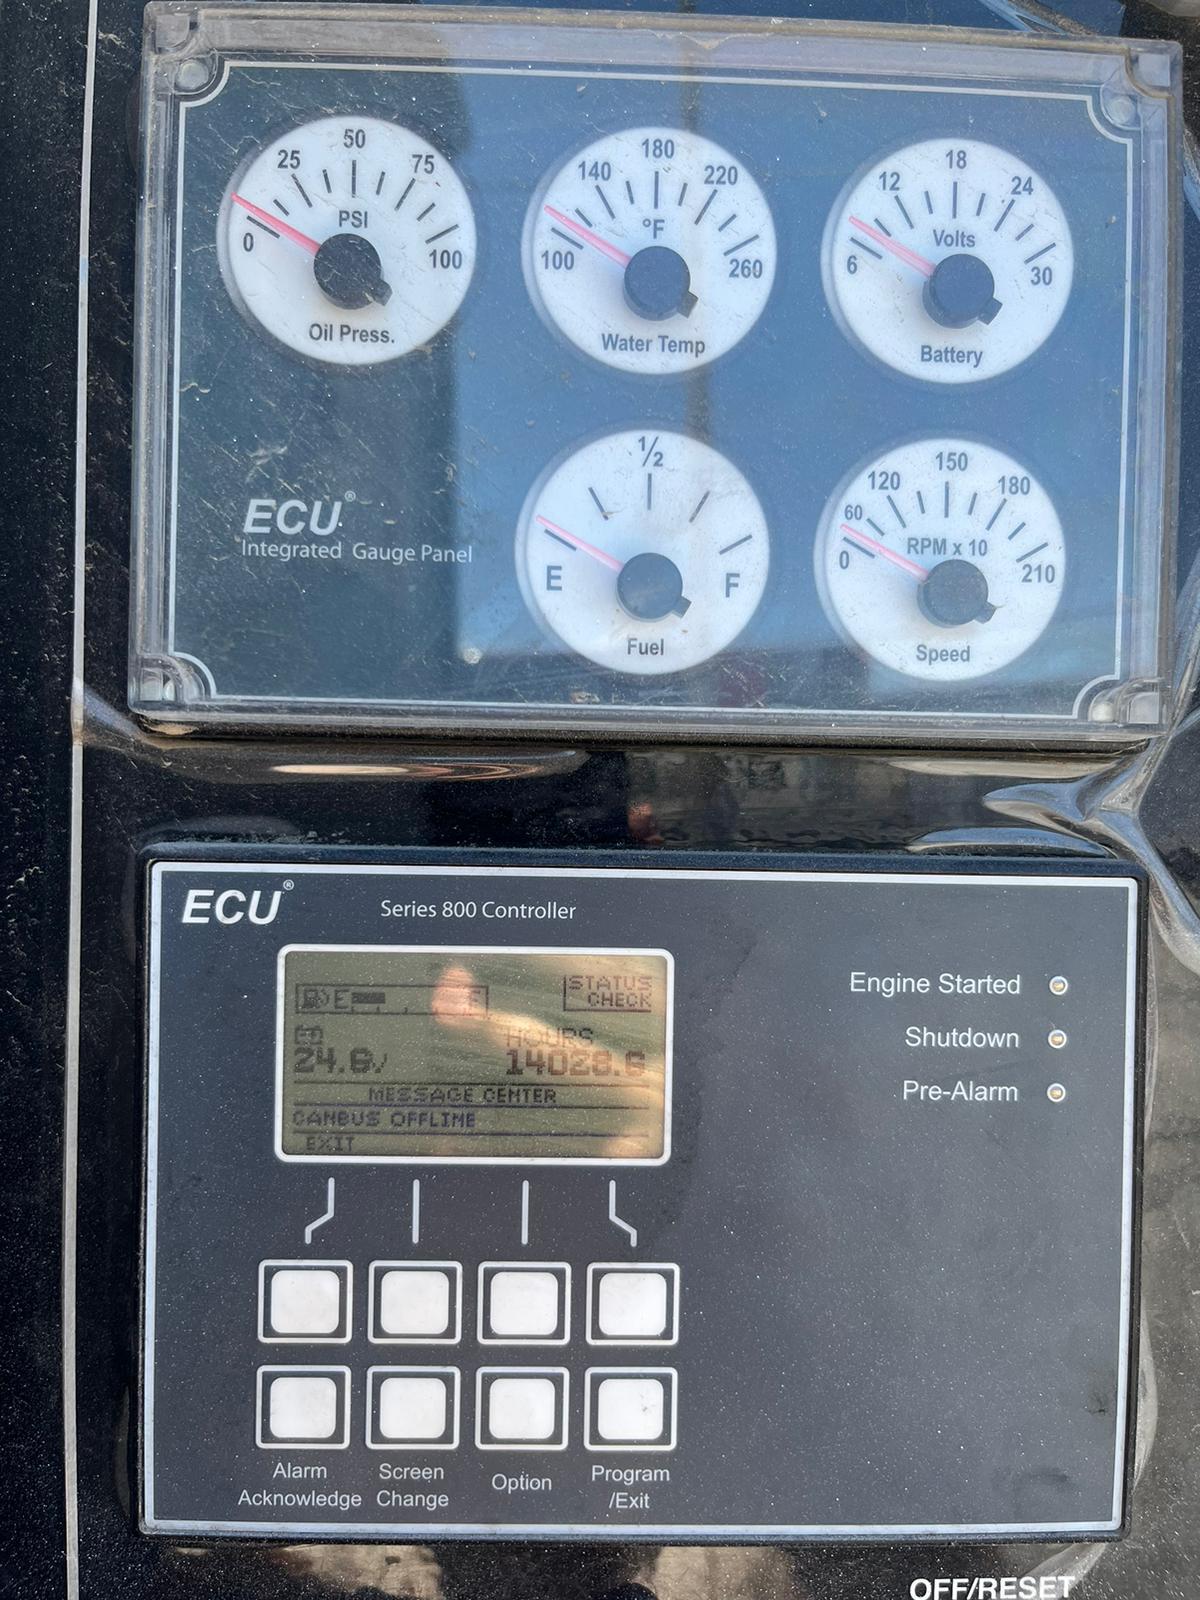 0 25 50 75 100
PSI
Oil Press.
100 140 180 220 260
°F
Water Temp
6 12 18 24 30
Volts
Battery
ECU®
Integrated Gauge Panel
E ½ F
Fuel
0 60 120 150 180 210
RPM x 10
Speed
ECU®
Series 800 Controller
E
STATUS
CHECK
HOURS
MESSAGE CENTER
CANBUS OFFLINE
EXIT
Engine Started
Shutdown
Pre-Alarm
Alarm
Acknowledge
Screen
Change
Option
Program
/Exit
OFF/RESET